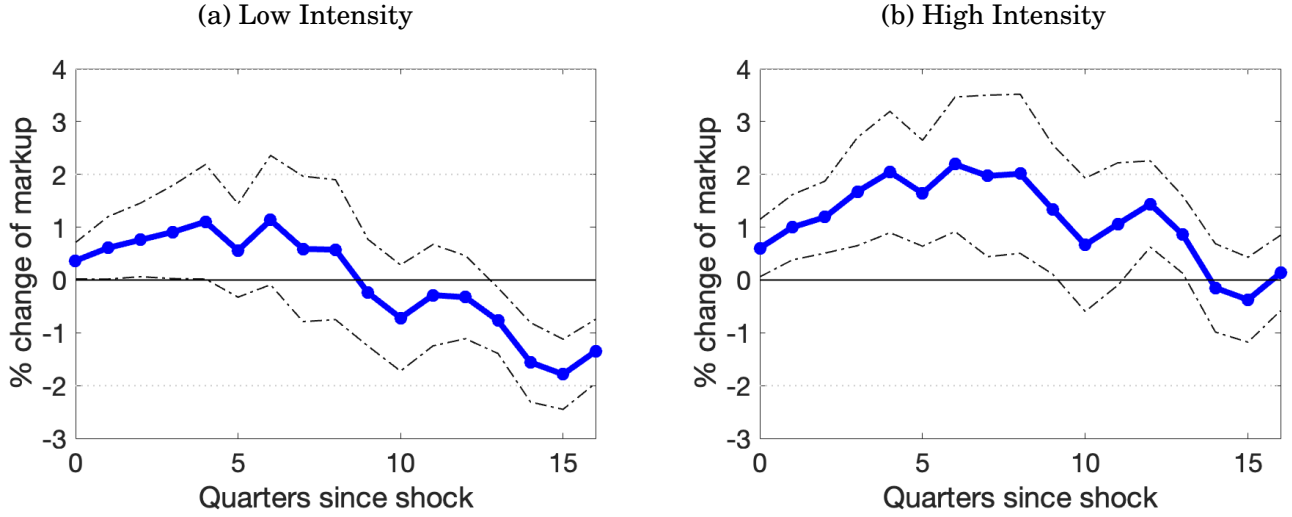 (a) Low Intensity
4
3
2
1
0
-1
-2
-3
% change of markup
0 5 10 15
Quarters since shock
(b) High Intensity
4
3
2
1
0
-1
-2
-3
% change of markup
0 5 10 15
Quarters since shock